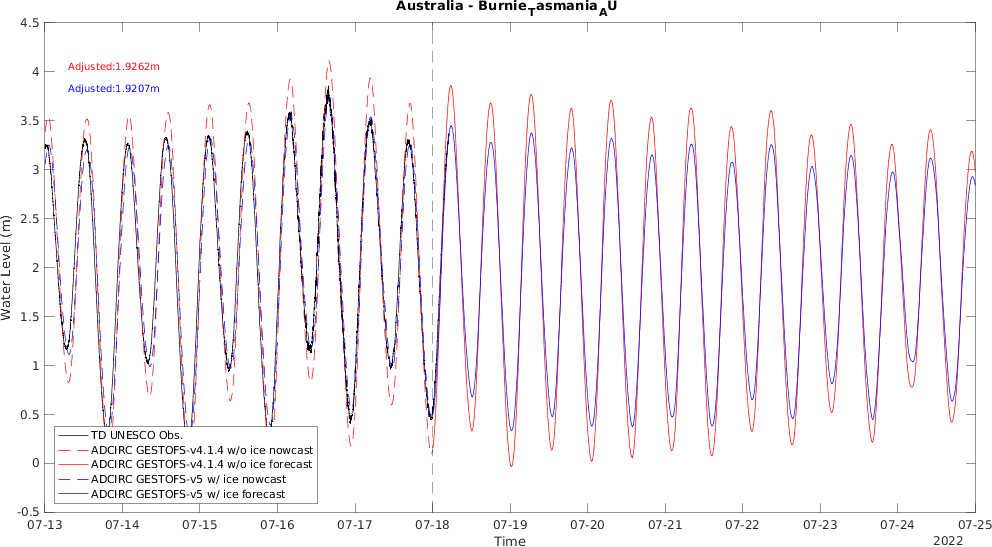 Australia - Burnie_Tasmania_AU
Adjusted:1.9262m
Adjusted:1.9207m
4.5
4
3.5
3
2.5
2
1.5
1
0.5
0
-0.5
Water Level (m)
TD UNESCO Obs.
ADCIRC GESTOFS-v4.1.4 w/o ice nowcast
ADCIRC GESTOFS-v4.1.4 w/o ice forecast
ADCIRC GESTOFS-v5 w/ ice nowcast
ADCIRC GESTOFS-v5 w/ ice forecast
07-13 07-14 07-15 07-16 07-17 07-18 07-19 07-20 07-21 07-22 07-23 07-24 07-25
Time
2022